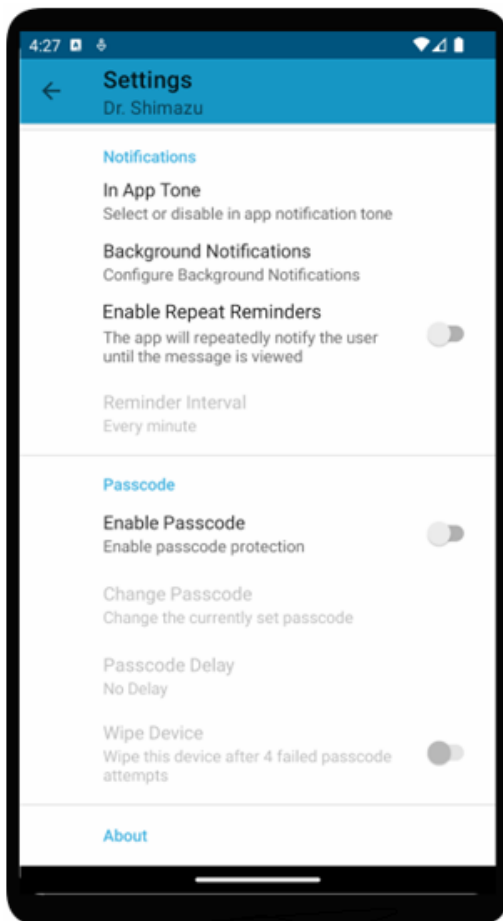 4:27
Settings
Dr. Shimazu
Notifications
In App Tone
Select or disable in app notification tone
Background Notifications
Configure Background Notifications
Enable Repeat Reminders
The app will repeatedly notify the user
until the message is viewed
Reminder Interval
Every minute
Passcode
Enable Passcode
Enable passcode protection
Change Passcode
Change the currently set passcode
Passcode Delay
No Delay
Wipe Device
Wipe this device after 4 failed passcode
attempts
About